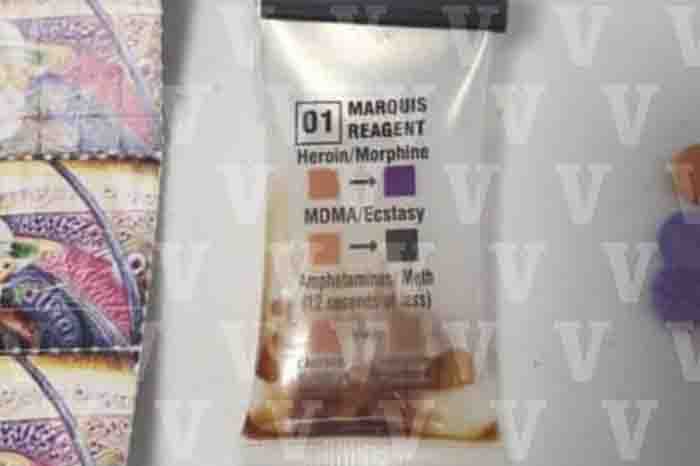 01
MARQUIS
REAGENT
Heroin/Morphine
MDMA/Ecstasy
Amphetamines, Meth
(12 seconds or less)